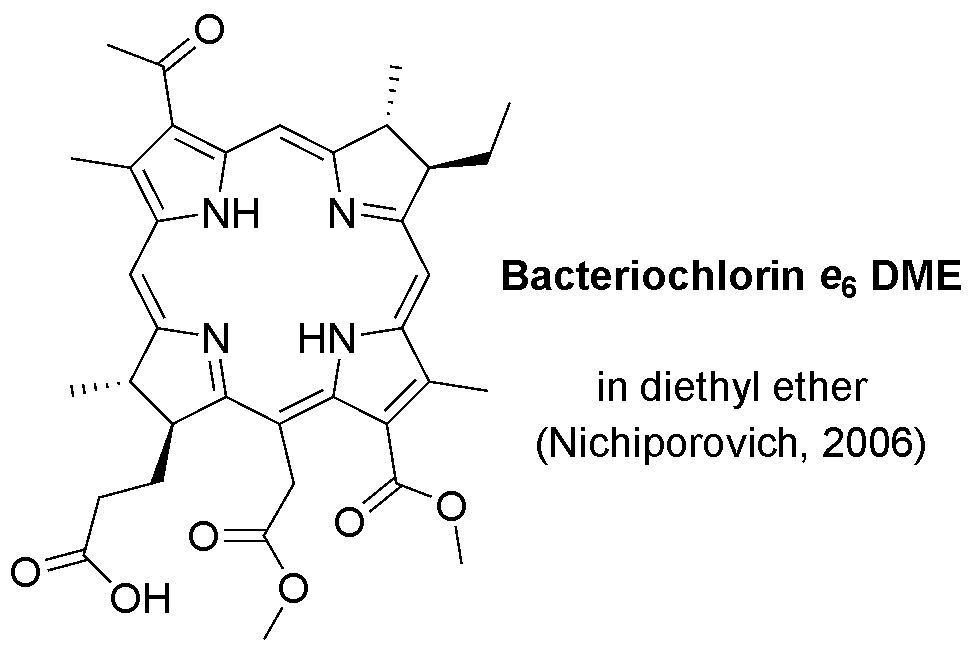 O
NH
N
Bacteriochlorin e6 DME
N
HN
in diethyl ether
(Nichiporovich, 2006)
O
O
O
O
O
OH
O